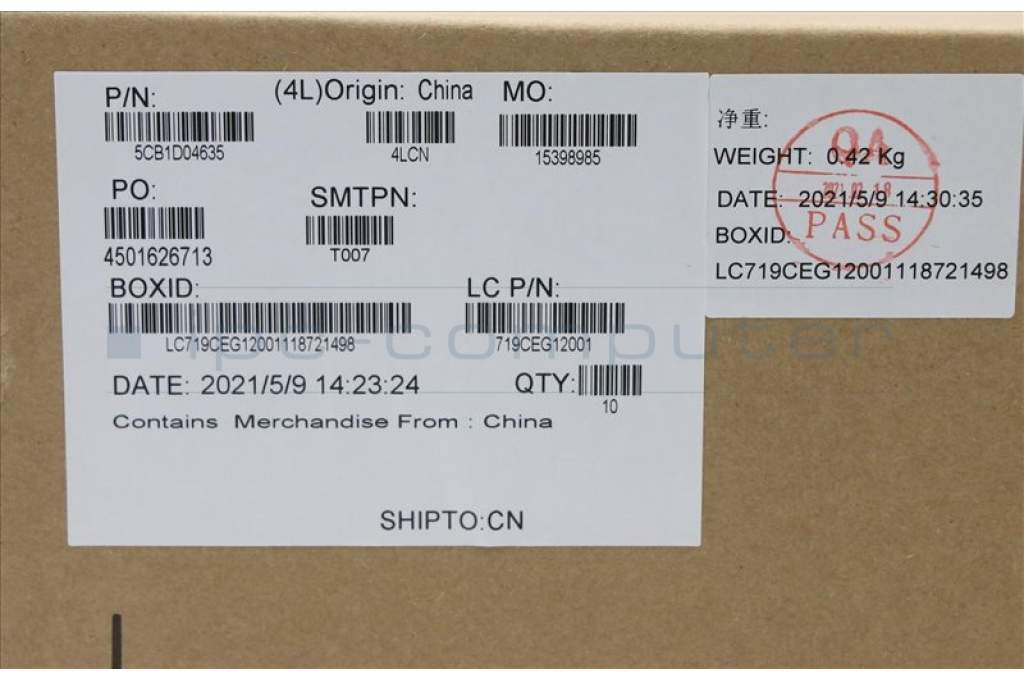 P/N:
5CB1D04635
(4L)Origin: China
4LCN
MO:
15398985
PO:
4501626713
SMTPN:
T007
BOXID:
LC719CEG12001118721498
LC P/N:
719CEG12001
DATE: 2021/5/9 14:23:24
QTY:
10
Contains Merchandise From : China
SHIPTO:CN
净重:
WEIGHT: 0.42 Kg
DATE: 2021/5/9 14:30:35
BOXID:
LC719CEG12001118721498
QA
PASS
ipc-computer